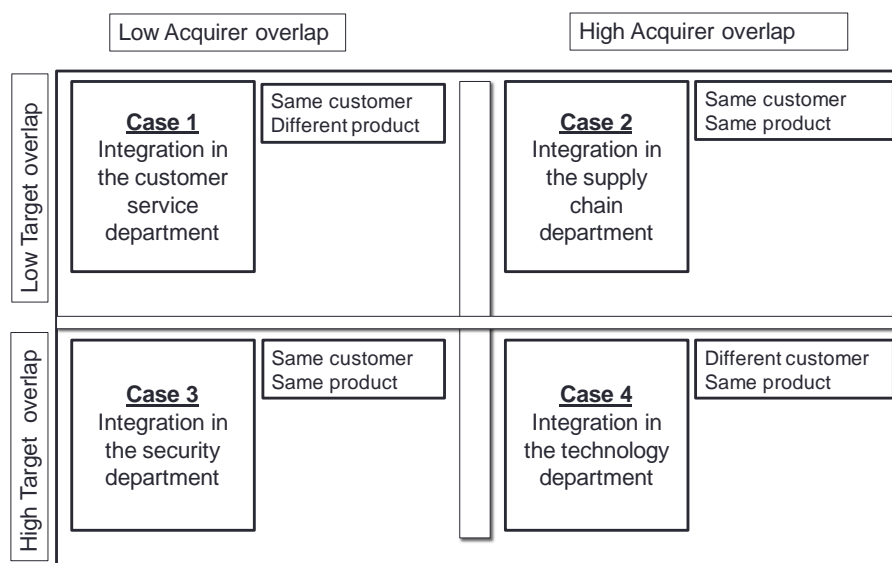 Low Acquirer overlap
High Acquirer overlap
Low Target overlap
Case 1
Integration in
the customer
service
department
Same customer
Different product
Case 2
Integration in
the supply
chain
department
Same customer
Same product
High Target overlap
Case 3
Integration in
the security
department
Same customer
Same product
Case 4
Integration in
the technology
department
Different customer
Same product